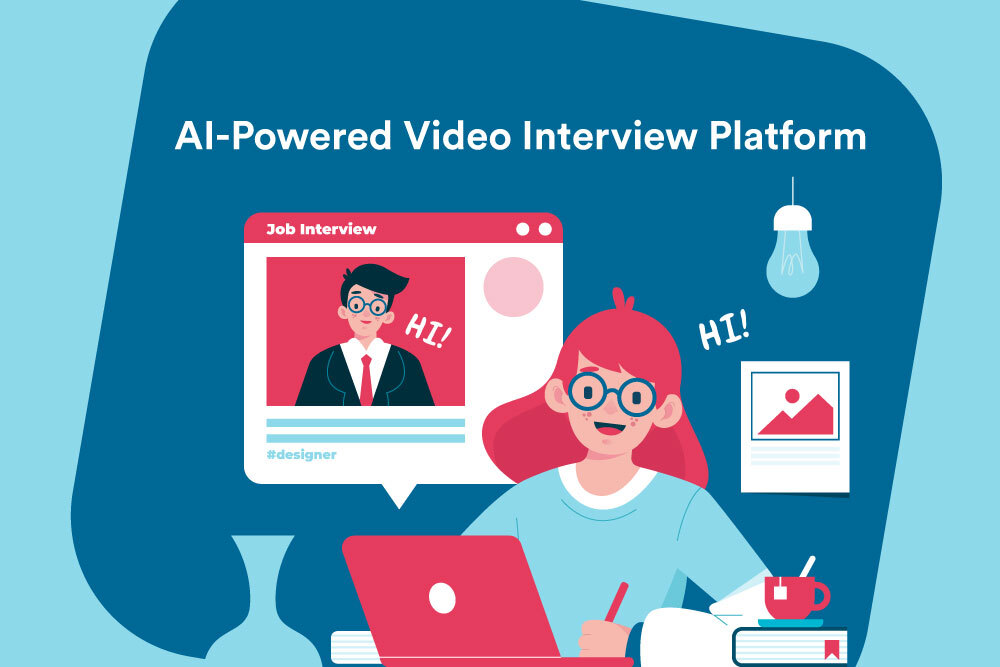 AI-Powered Video Interview Platform
Job Interview
HI!
HI!
#designer